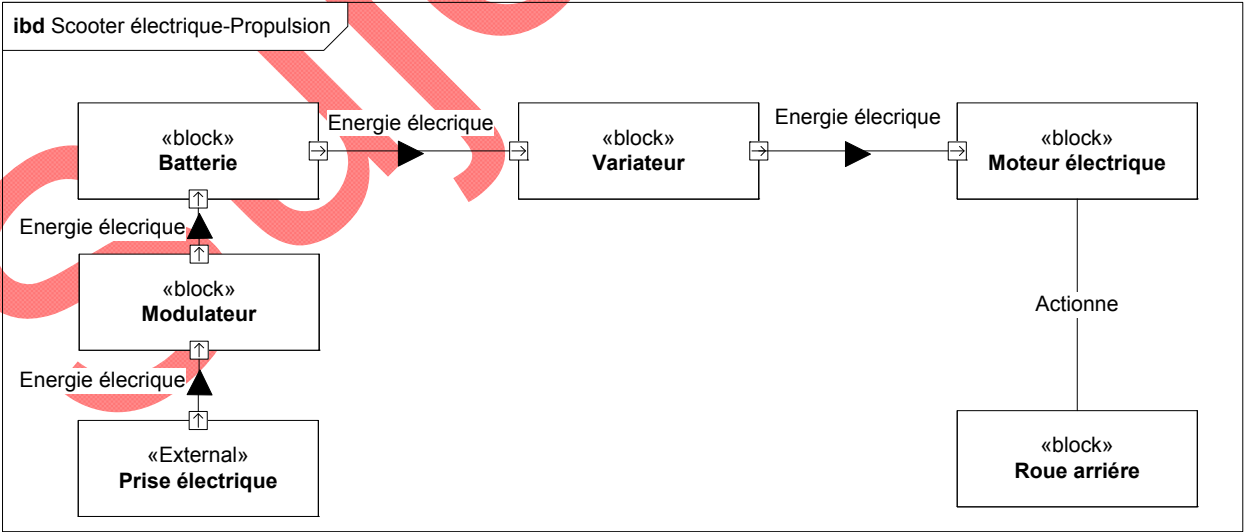 ibd Scooter électrique-Propulsion
«block»
Batterie
Energie élecrique
«block»
Variateur
Energie élecrique
«block»
Moteur électrique
Energie élecrique
«block»
Modulateur
Actionne
Energie élecrique
«External»
Prise électrique
«block»
Roue arriére